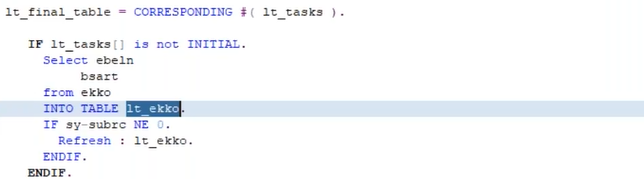 lt_final_table = CORRESPONDING #( lt_tasks ).
IF lt_tasks[] is not INITIAL.
Select ebeln
bsart
from ekko
INTO TABLE lt_ekko.
IF sy-subrc NE 0.
Refresh : lt_ekko.
ENDIF.
ENDIF.